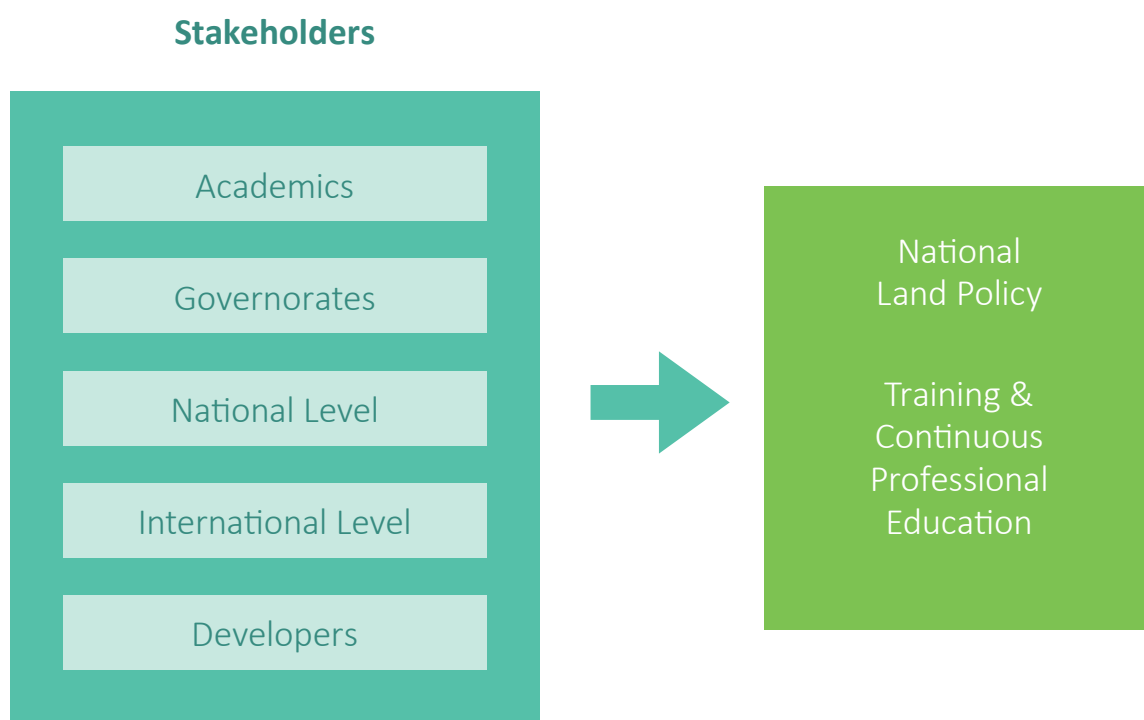 Stakeholders
Academics
Governorates
National Level
International Level
Developers
National
Land Policy
Training &
Continuous
Professional
Education